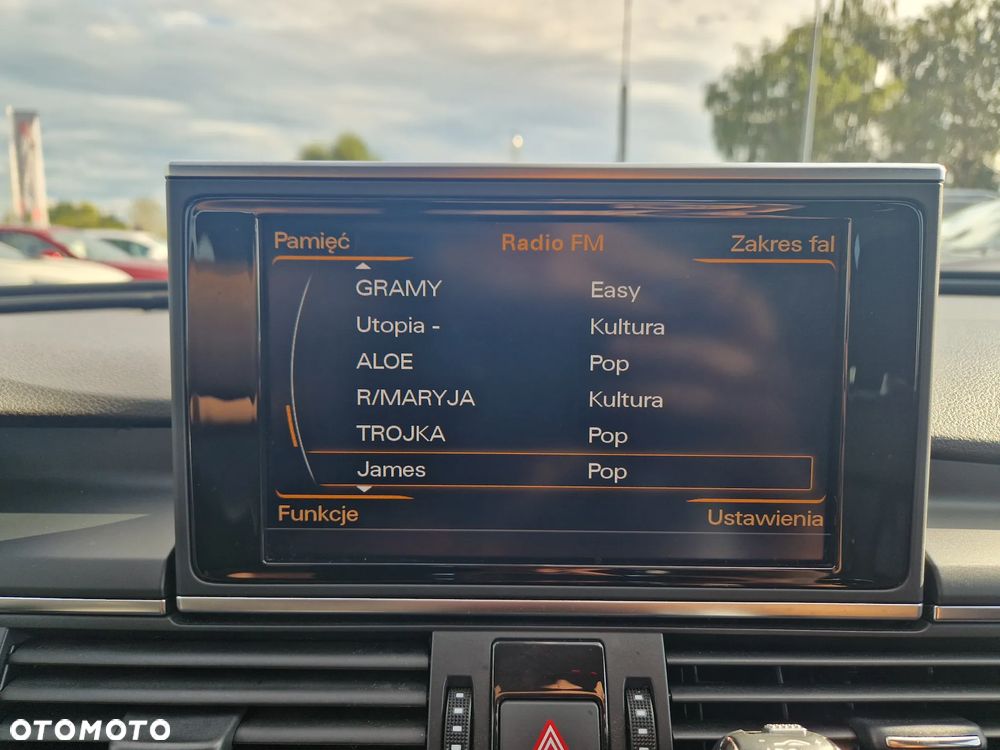 Pamięć Radio FM Zakres fal
GRAMY Easy
Utopia - Kultura
ALOE Pop
R/MARYJA Kultura
TROJKA Pop
James Pop
Funkcje Ustawienia
OTOMOTO